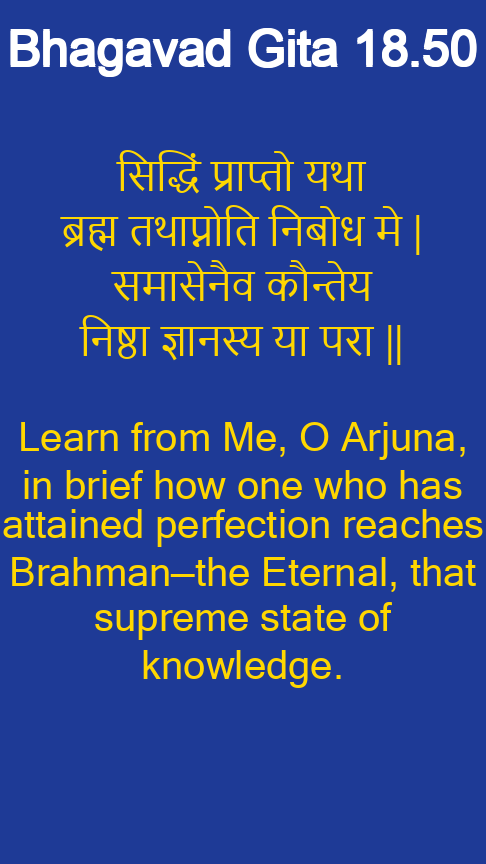 Bhagavad Gita 18.50
सिद्धिं प्राप्तो यथा
ब्रह्म तथाप्नोति निबोध मे |
समासेनैव कौन्तेय
निष्ठा ज्ञानस्य या परा ||
Learn from Me, O Arjuna,
in brief how one who has
attained perfection reaches
Brahman—the Eternal, that
supreme state of
knowledge.